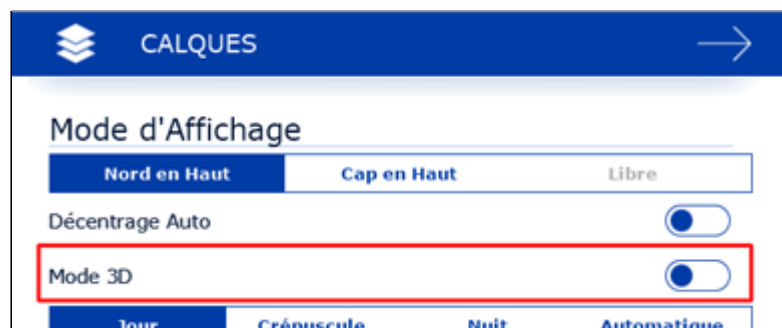 CALQUES
Mode d'Affichage
Nord en Haut Cap en Haut Libre
Décentrage Auto
Mode 3D
Jour Crépuscule Nuit Automatique